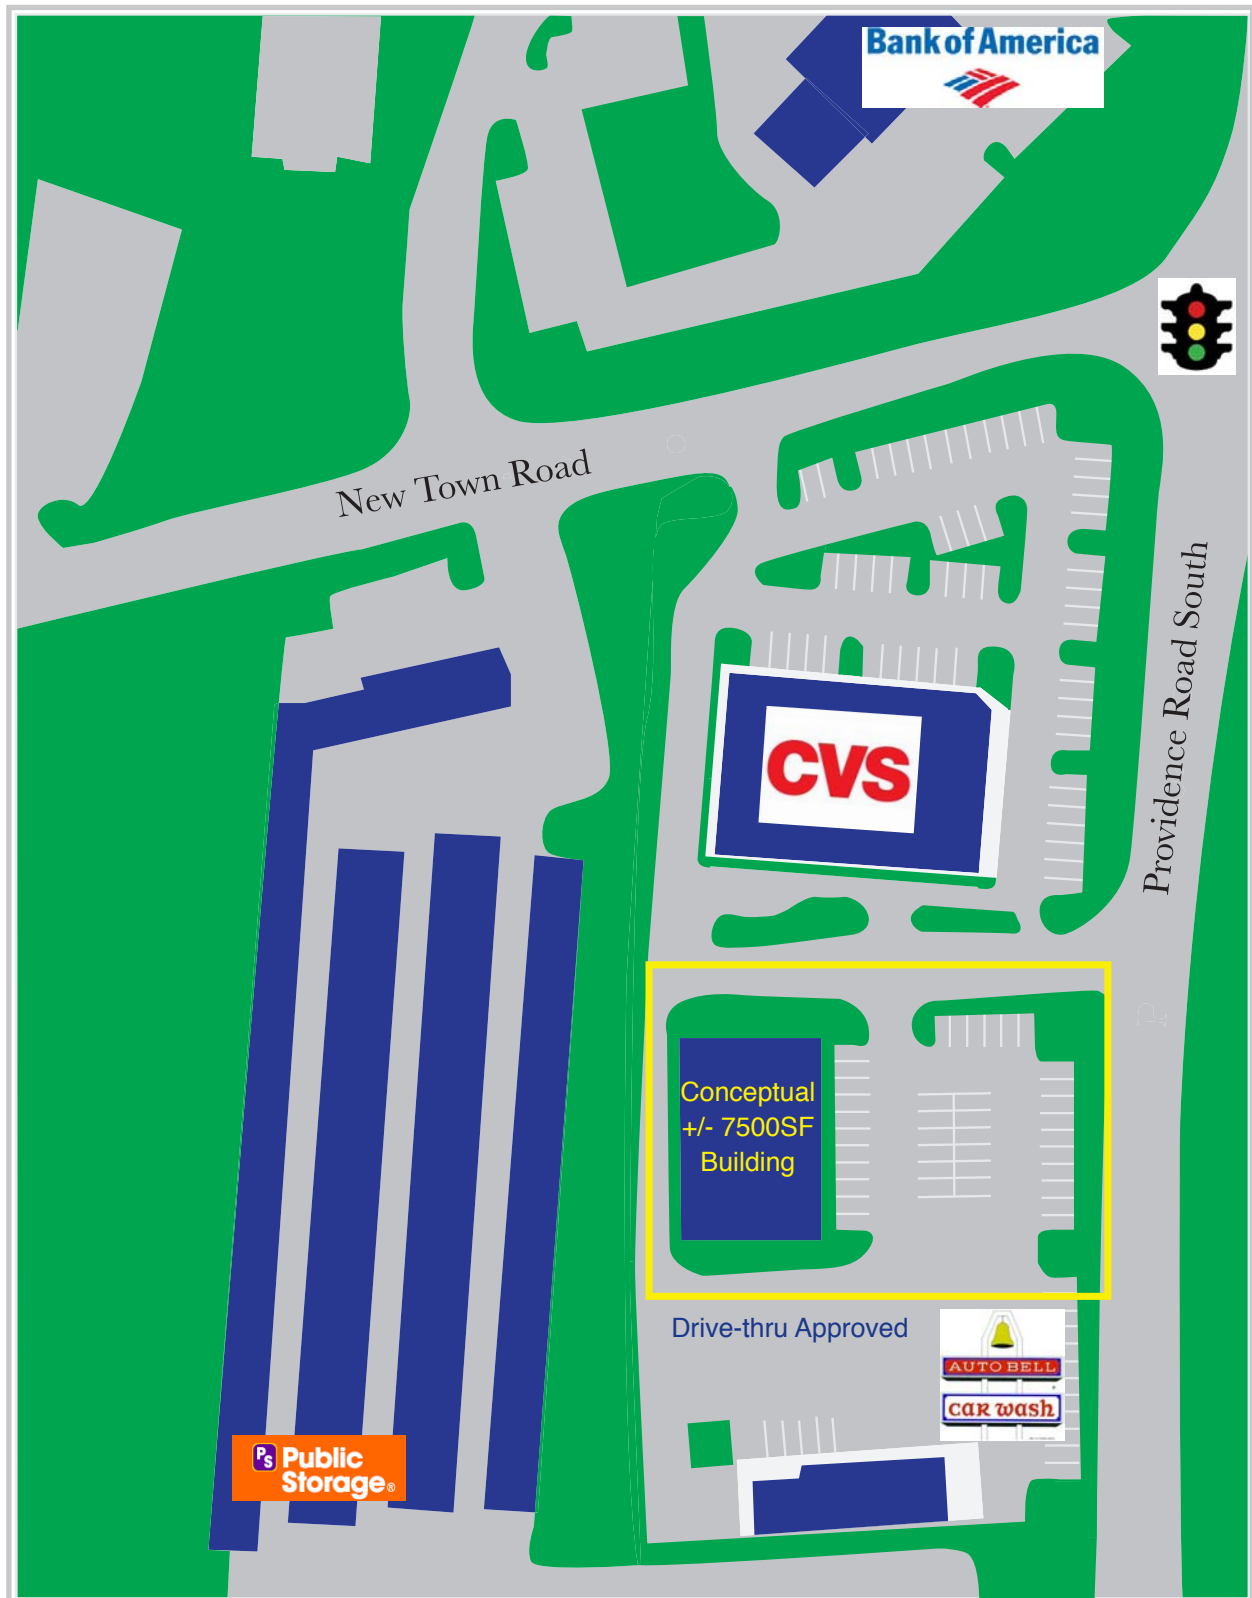 Bank of America
New Town Road
Providence Road South
CVS
Conceptual
+/- 7500SF
Building
Drive-thru Approved
AUTO BELL
car wash
PS Public
Storage®